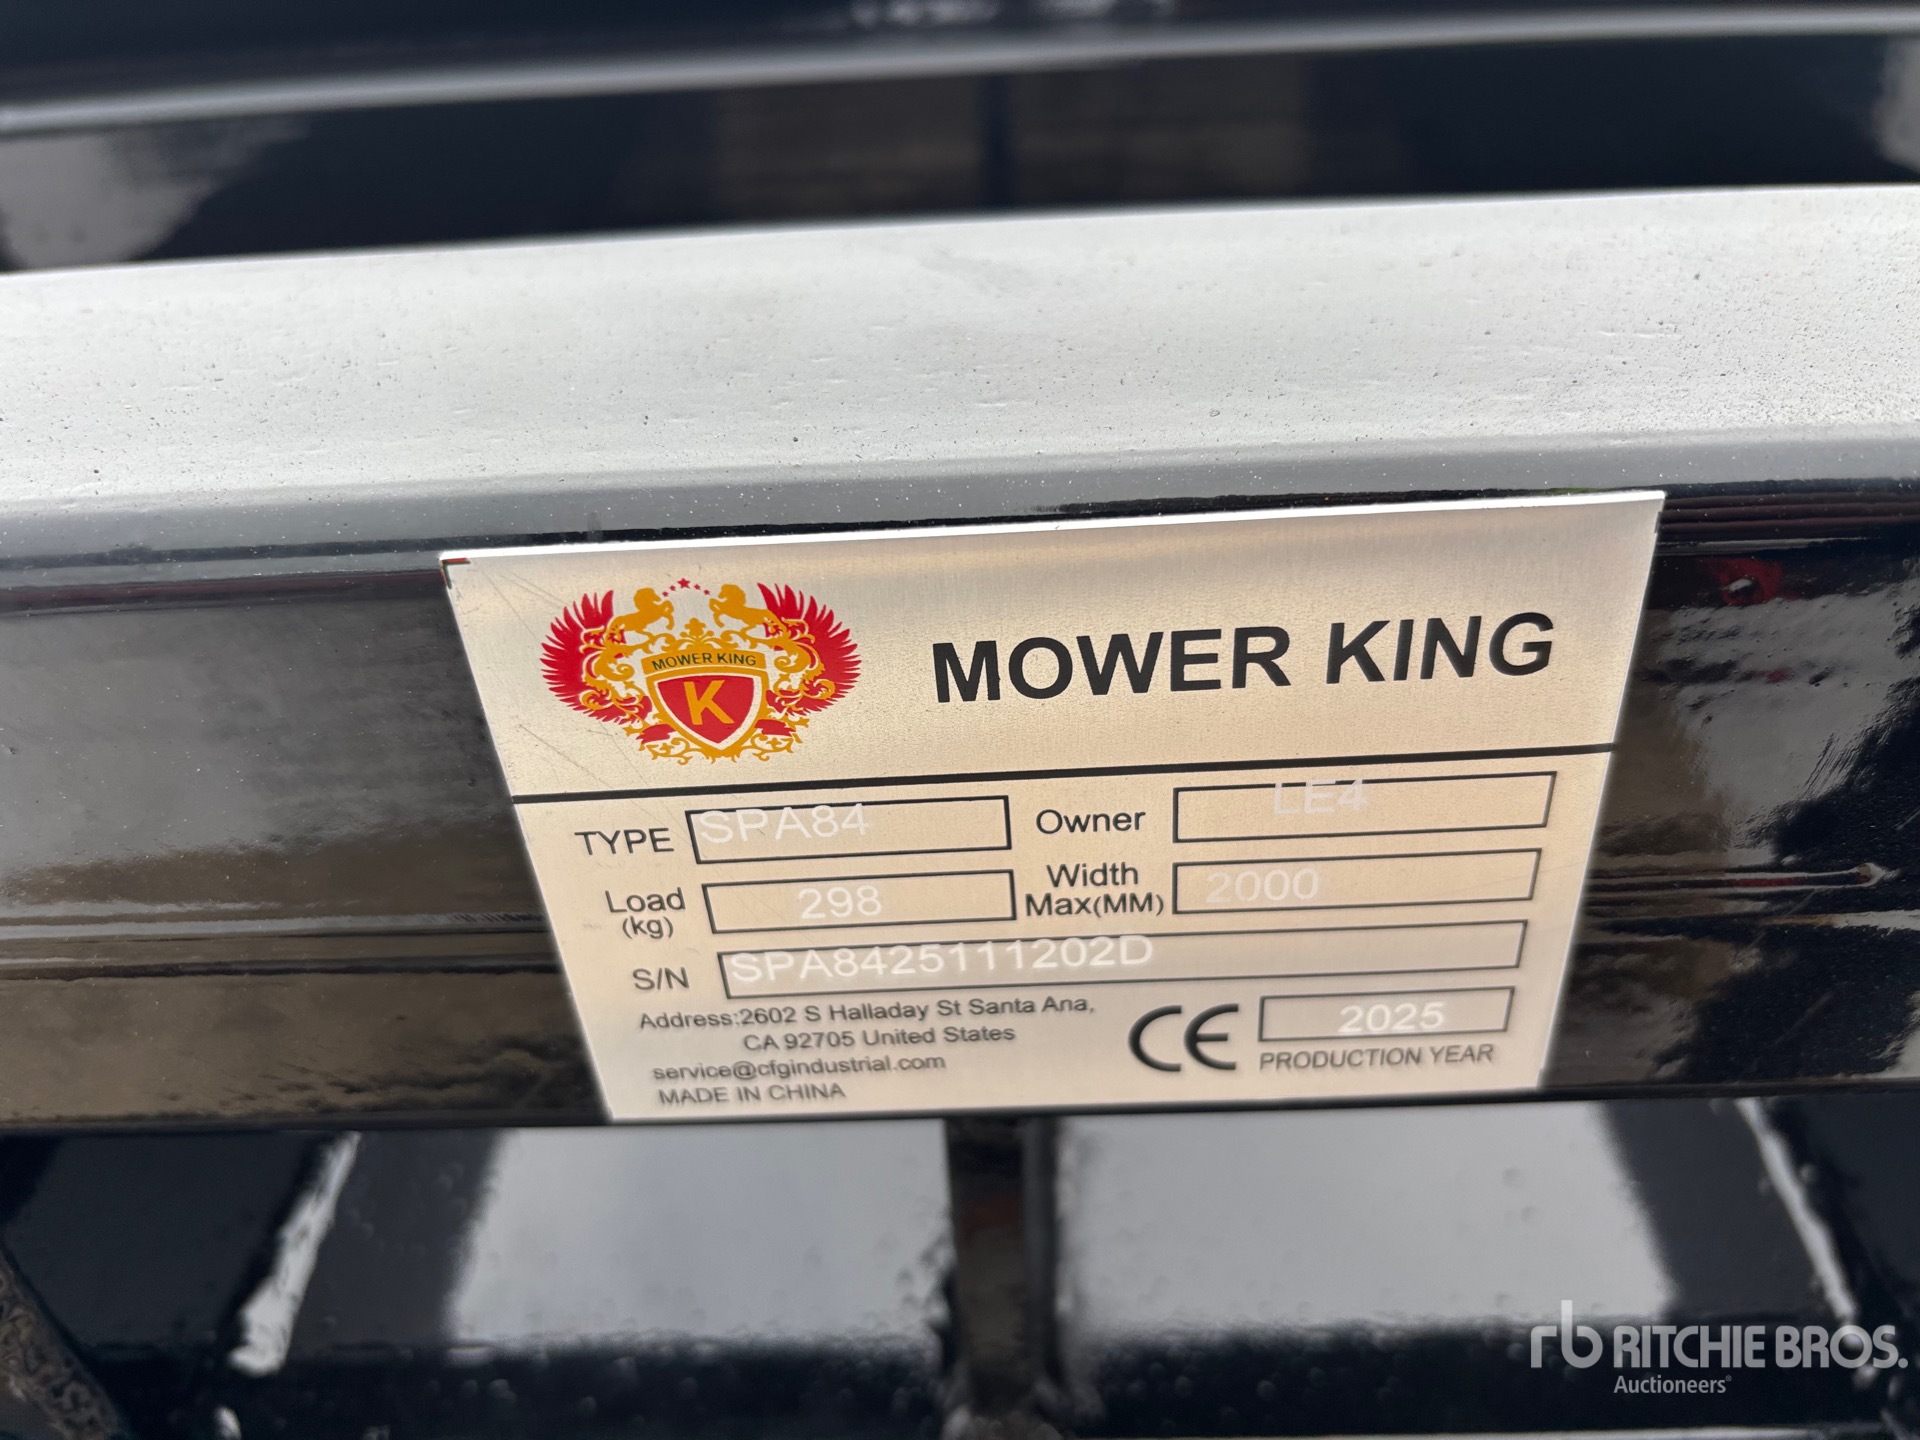 MOWER KING
K
MOWER KING
TYPE SPA84 Owner LE4
Load (kg) 298 Width Max(MM) 2000
S/N SPA8425111202D
Address:2602 S Halladay St Santa Ana,
CA 92705 United States
service@cfgindustrial.com
MADE IN CHINA
CE 2025
PRODUCTION YEAR
rb RITCHIE BROS.
Auctioneers®